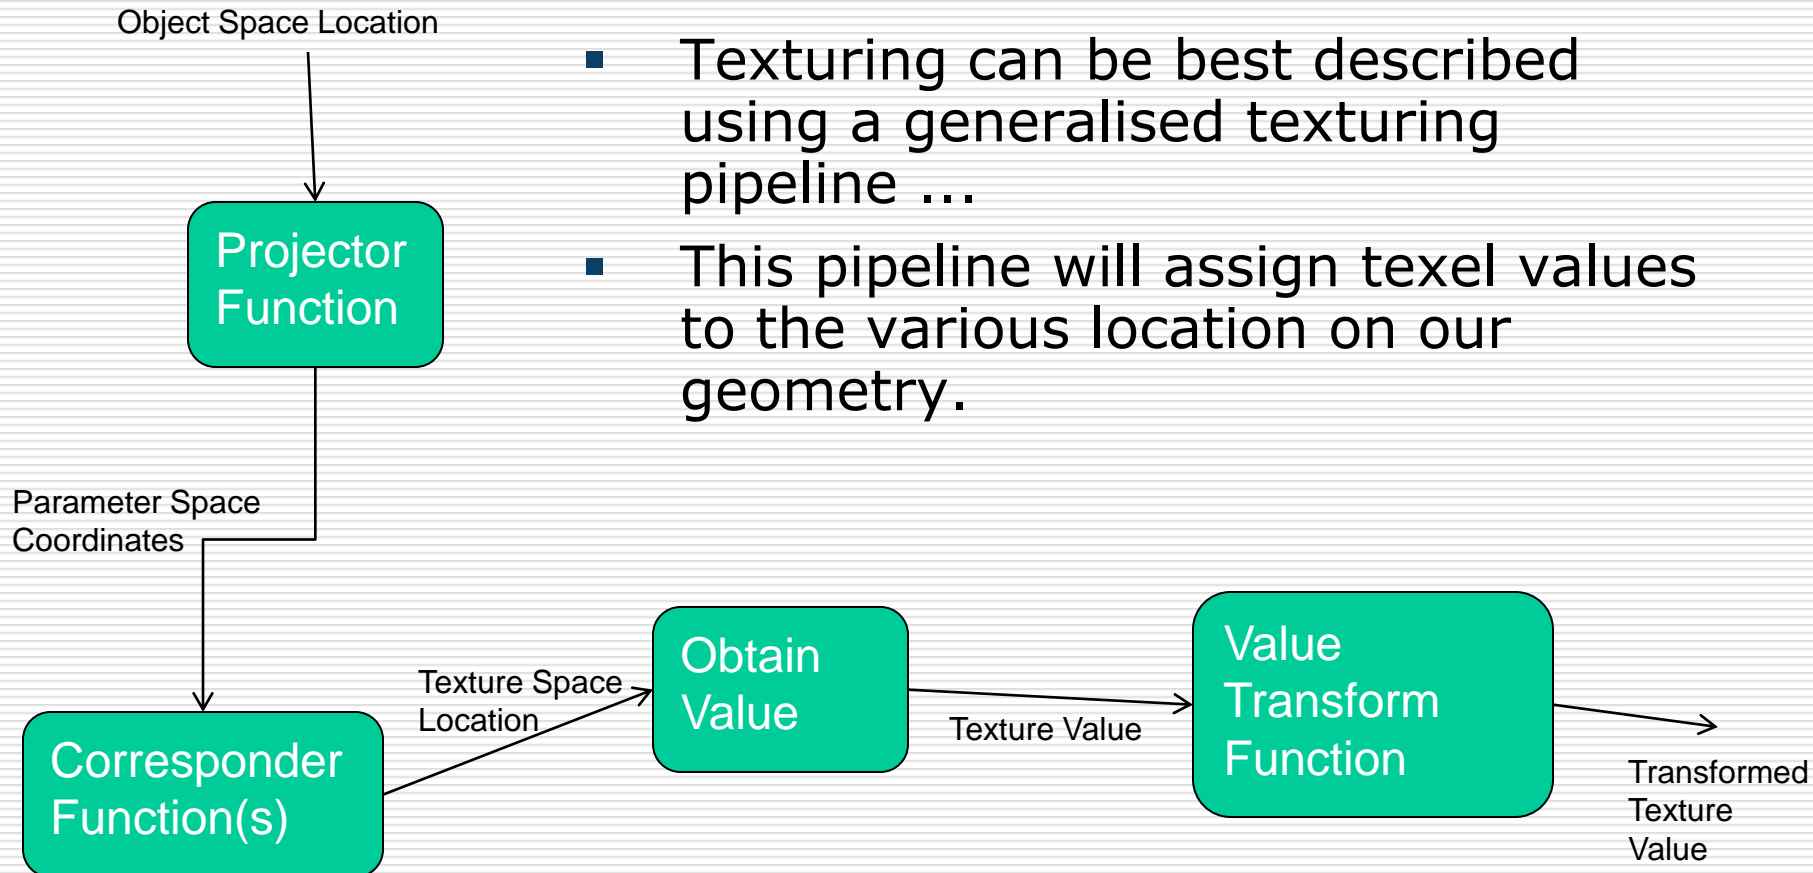 Object Space Location
▪ Texturing can be best described
using a generalised texturing
pipeline ...
▪ This pipeline will assign texel values
to the various location on our
geometry.
Projector
Function
Parameter Space
Coordinates
Corresponder
Function(s)
Texture Space
Location
Obtain
Value
Texture Value
Value
Transform
Function
Transformed
Texture
Value